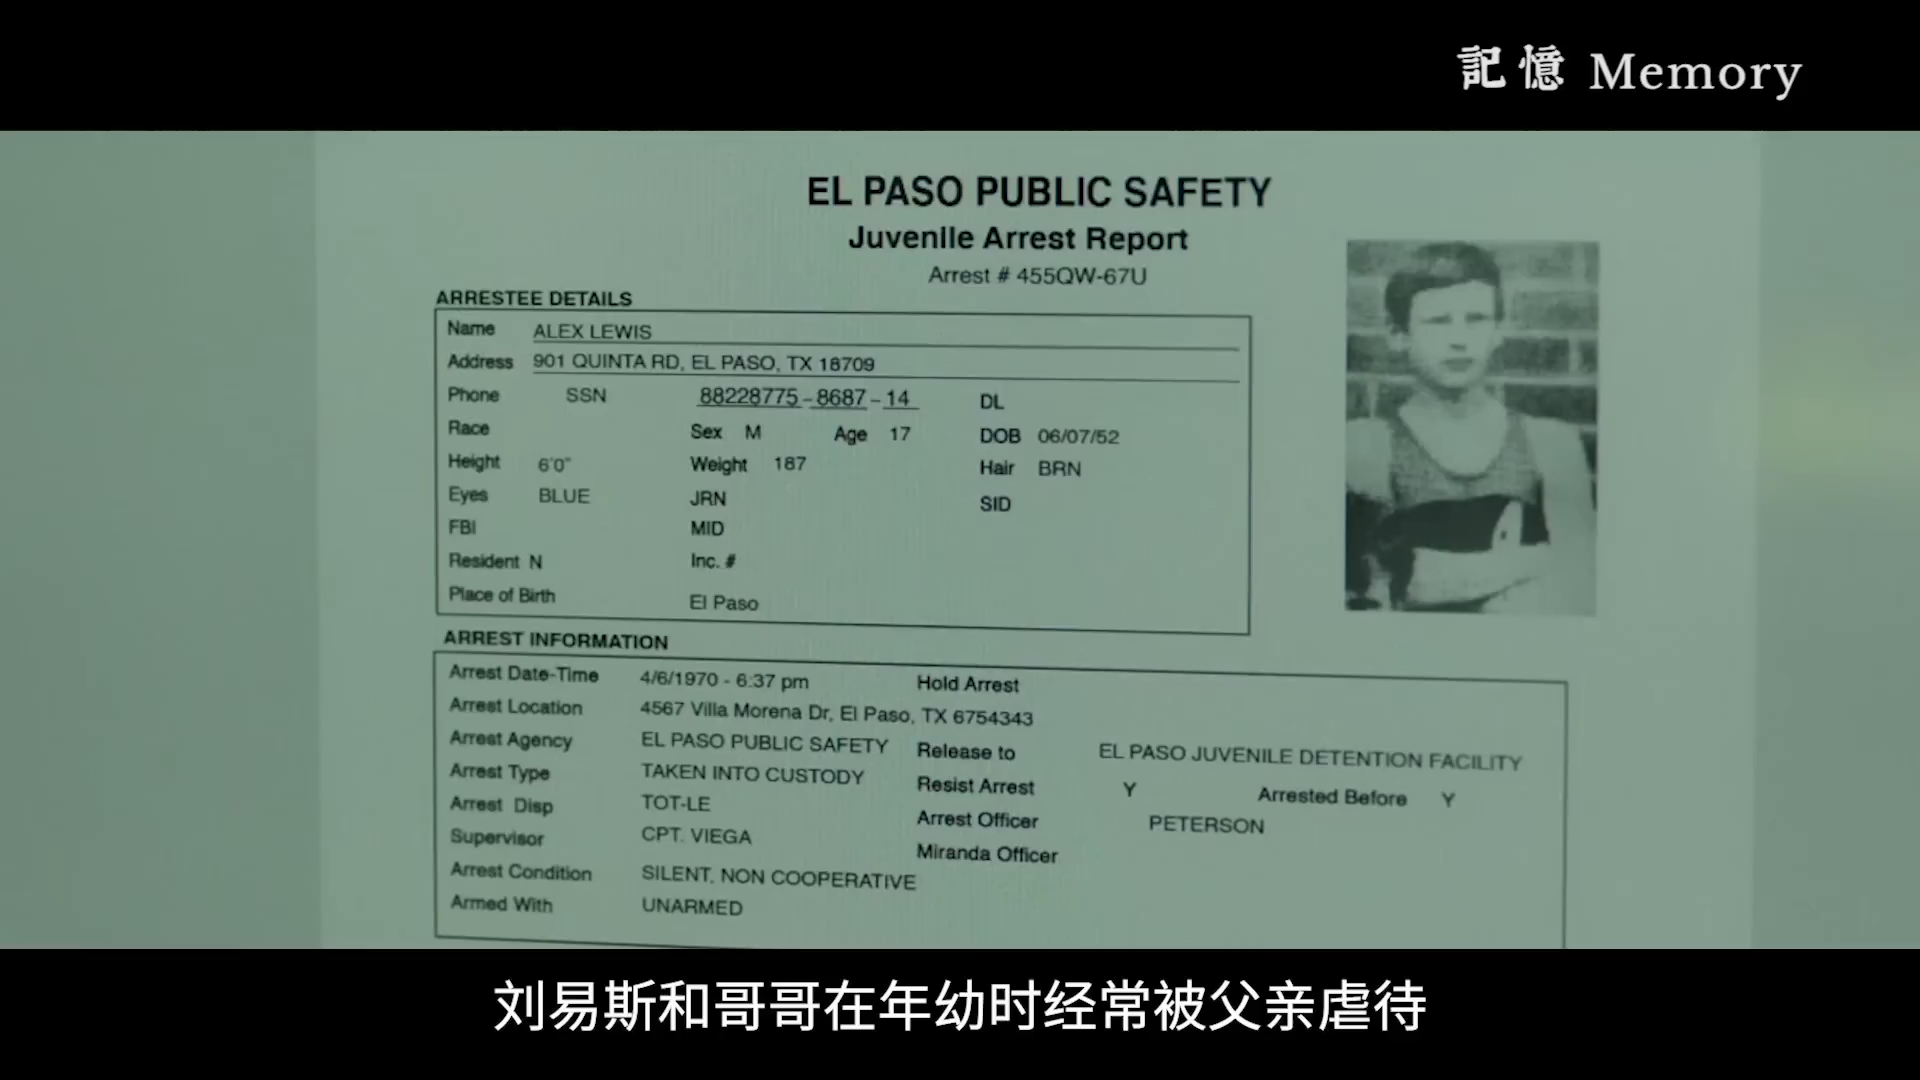 記憶 Memory
EL PASO PUBLIC SAFETY
Juvenile Arrest Report
Arrest # 455QW-67U
ARRESTEE DETAILS
Name ALEX LEWIS
Address 901 QUINTA RD, EL PASO, TX 18709
Phone SSN 88228775-8687-14 DL
Race Sex M Age 17 DOB 06/07/52
Height 6'0" Weight 187 Hair BRN
Eyes BLUE JRN SID
FBI MID
Resident N Inc. #
Place of Birth El Paso
ARREST INFORMATION
Arrest Date-Time 4/6/1970 - 6:37 pm Hold Arrest
Arrest Location 4567 Villa Morena Dr, El Paso, TX 6754343
Arrest Agency EL PASO PUBLIC SAFETY Release to EL PASO JUVENILE DETENTION FACILITY
Arrest Type TAKEN INTO CUSTODY Resist Arrest Y Arrested Before Y
Arrest Disp TOT-LE Arrest Officer PETERSON
Supervisor CPT. VIEGA Miranda Officer
Arrest Condition SILENT, NON COOPERATIVE
Armed With UNARMED
刘易斯和哥哥在年幼时经常被父亲虐待